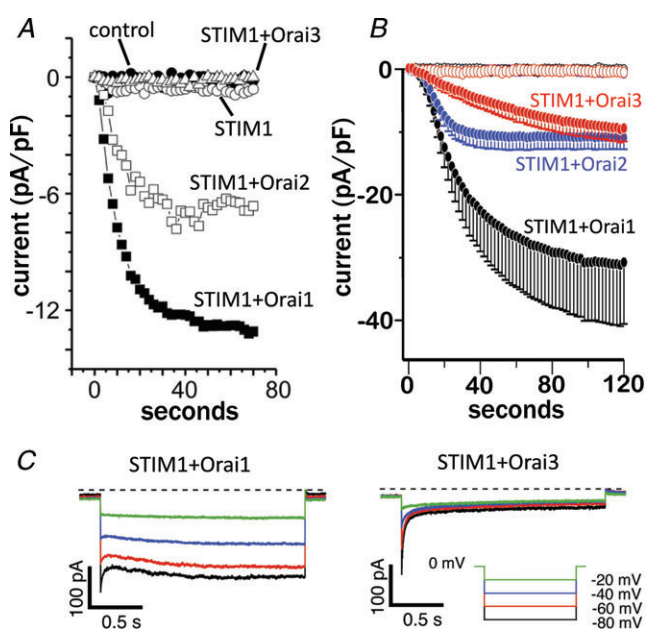 A
control
STIM1+Orai3
STIM1
STIM1+Orai2
STIM1+Orai1
current (pA/pF)
0
-6
-12
0 40 80
seconds
B
STIM1+Orai3
STIM1+Orai2
STIM1+Orai1
current (pA/pF)
0
-20
-40
0 40 80 120
seconds
C
STIM1+Orai1
100 pA
0.5 s
STIM1+Orai3
100 pA
0.5 s
0 mV
-20 mV
-40 mV
-60 mV
-80 mV